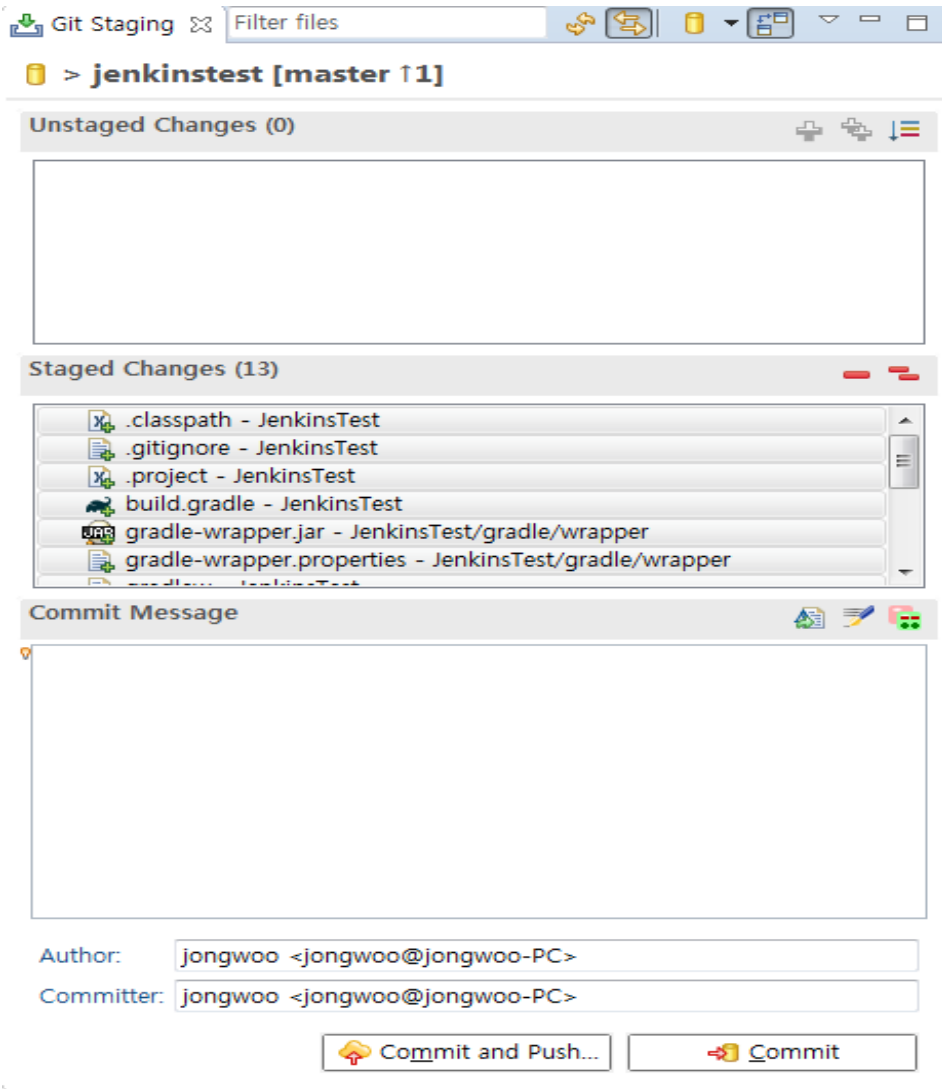 Git Staging
Filter files
> jenkinstest [master ↑1]
Unstaged Changes (0)
Staged Changes (13)
.classpath - JenkinsTest
.gitignore - JenkinsTest
.project - JenkinsTest
build.gradle - JenkinsTest
JAR
gradle-wrapper.jar - JenkinsTest/gradle/wrapper
gradle-wrapper.properties - JenkinsTest/gradle/wrapper
Commit Message
Author: jongwoo <jongwoo@jongwoo-PC>
Committer: jongwoo <jongwoo@jongwoo-PC>
Commit and Push...
Commit